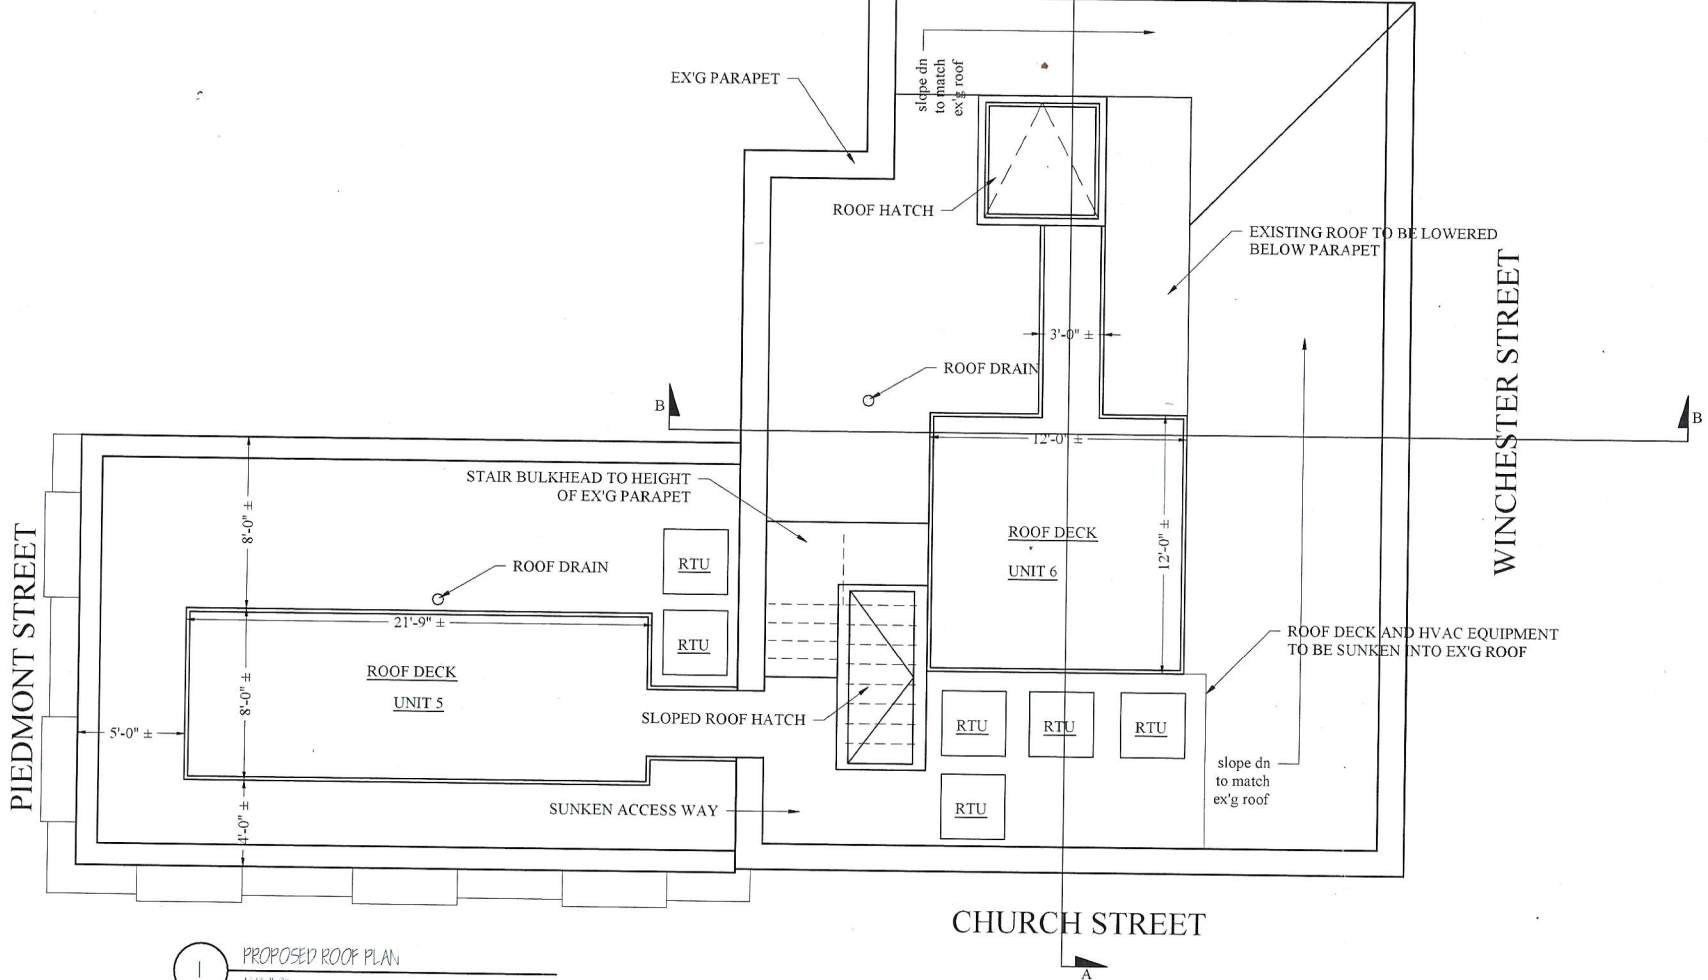 slope dn
to match
ex'g roof
EX'G PARAPET
ROOF HATCH
EXISTING ROOF TO BE LOWERED
BELOW PARAPET
3'-0" ±
ROOF DRAIN
B
B
12'-0" ±
STAIR BULKHEAD TO HEIGHT
OF EX'G PARAPET
8'-0" ±
ROOF DRAIN
RTU
RTU
ROOF DECK
UNIT 6
12'-0" ±
WINCHESTER STREET
PIEDMONT STREET
21'-9" ±
ROOF DECK
UNIT 5
8'-0" ±
5'-0" ±
4'-0" ±
ROOF DECK AND HVAC EQUIPMENT
TO BE SUNKEN INTO EX'G ROOF
SLOPED ROOF HATCH
RTU
RTU
RTU
RTU
slope dn
to match
ex'g roof
SUNKEN ACCESS WAY
CHURCH STREET
A
1
PROPOSED ROOF PLAN